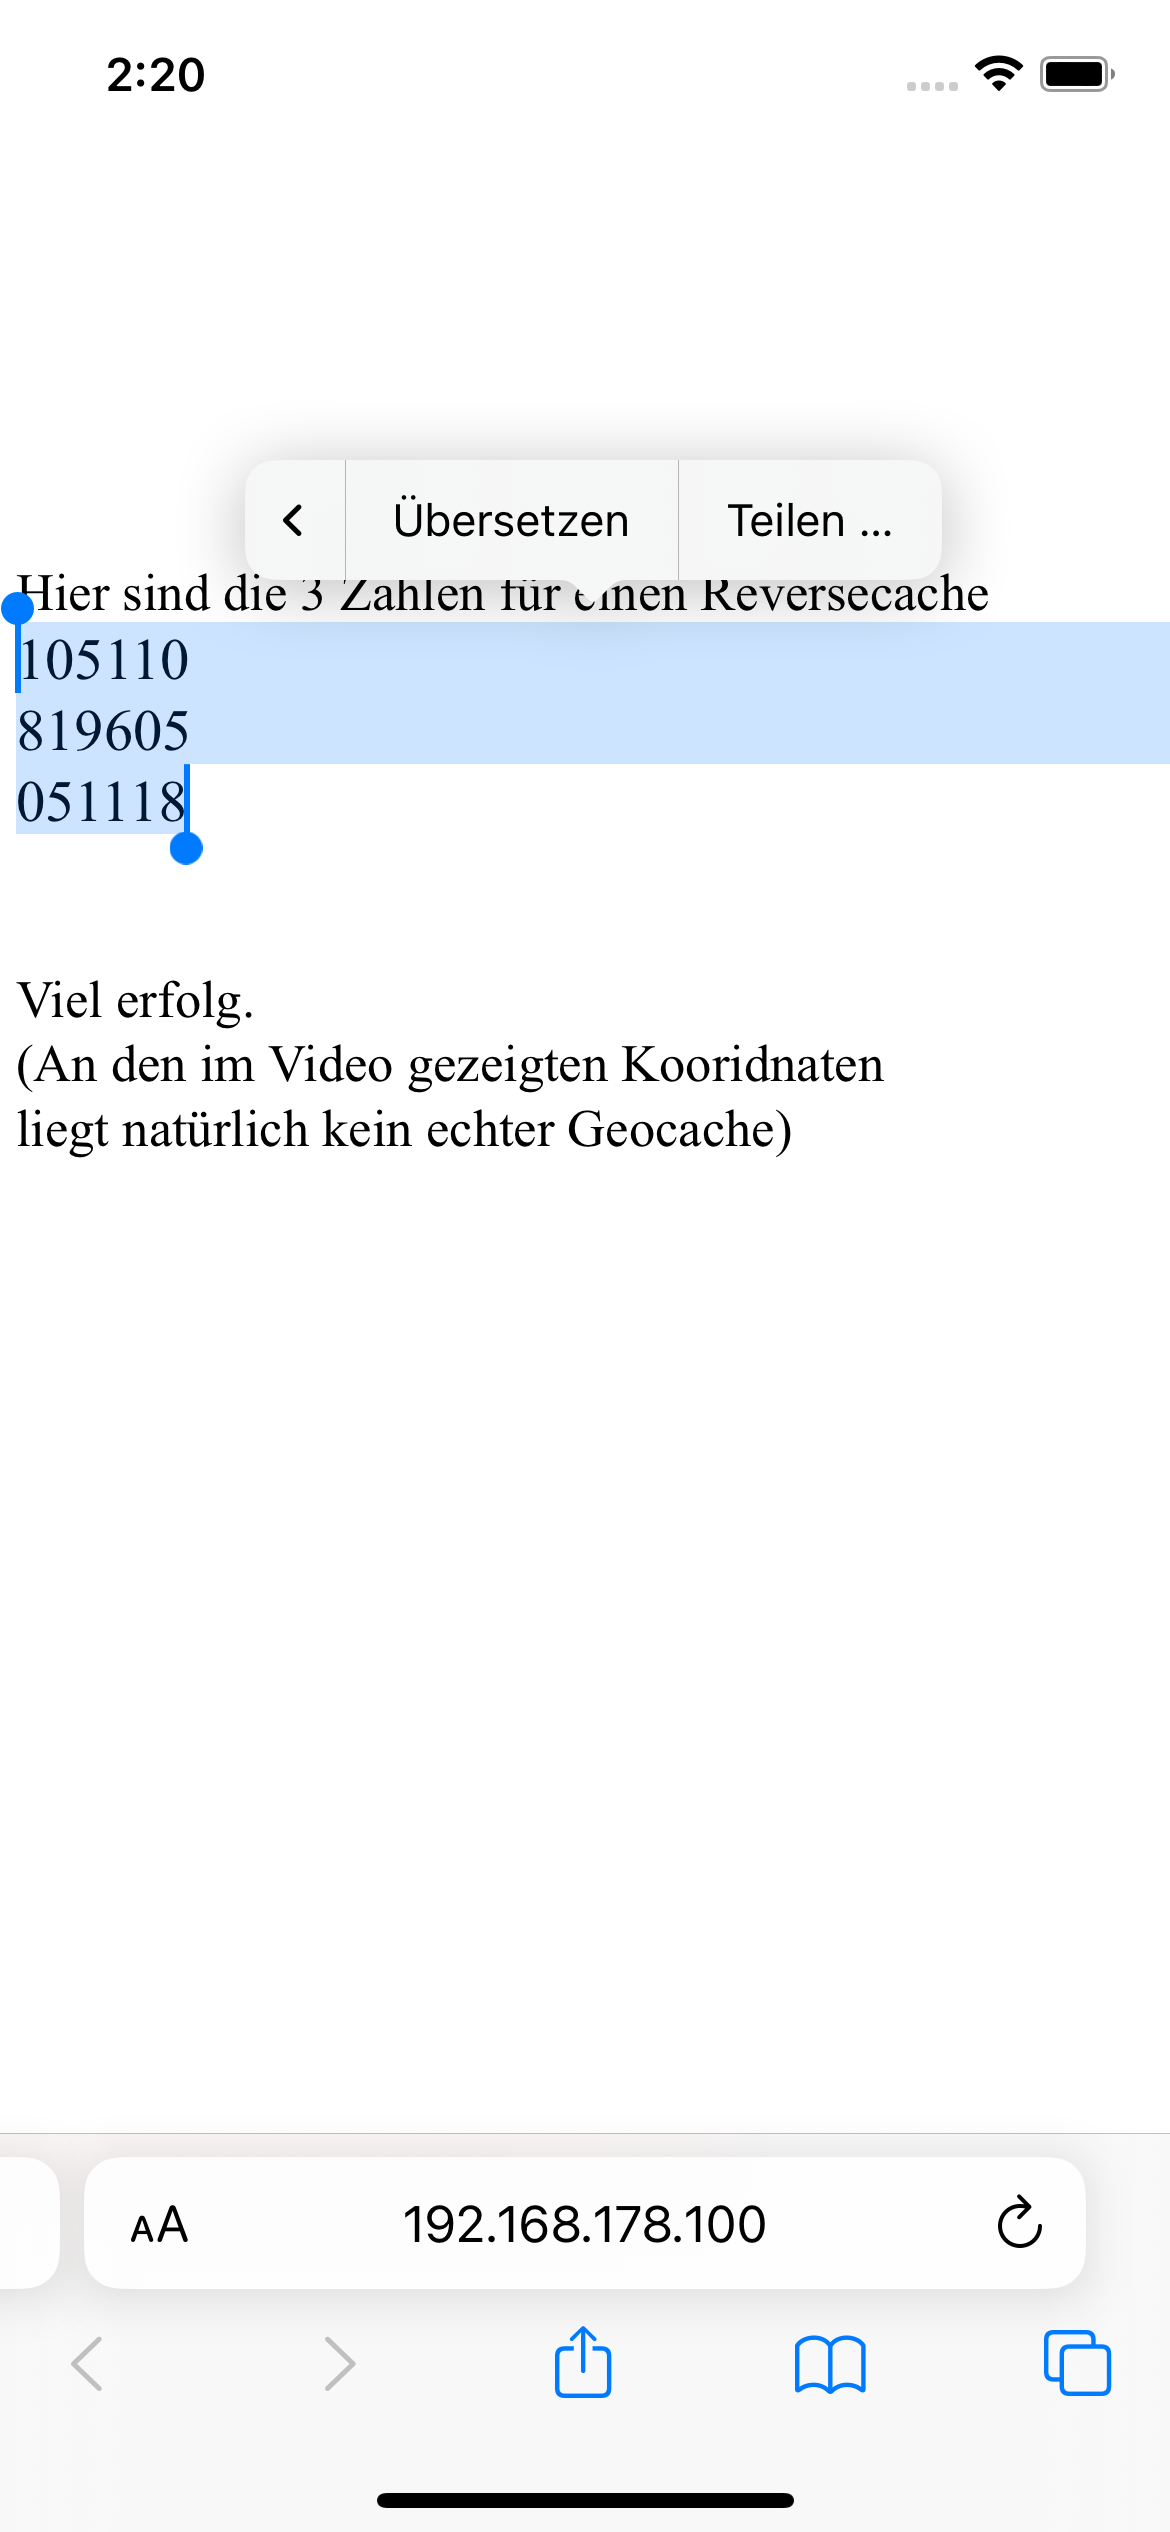 2:20
Übersetzen
Teilen ...
Hier sind die 3 Zahlen für einen Reversecache
105110
819605
051118
Viel erfolg.
(An den im Video gezeigten Kooridnaten
liegt natürlich kein echter Geocache)
AA
192.168.178.100